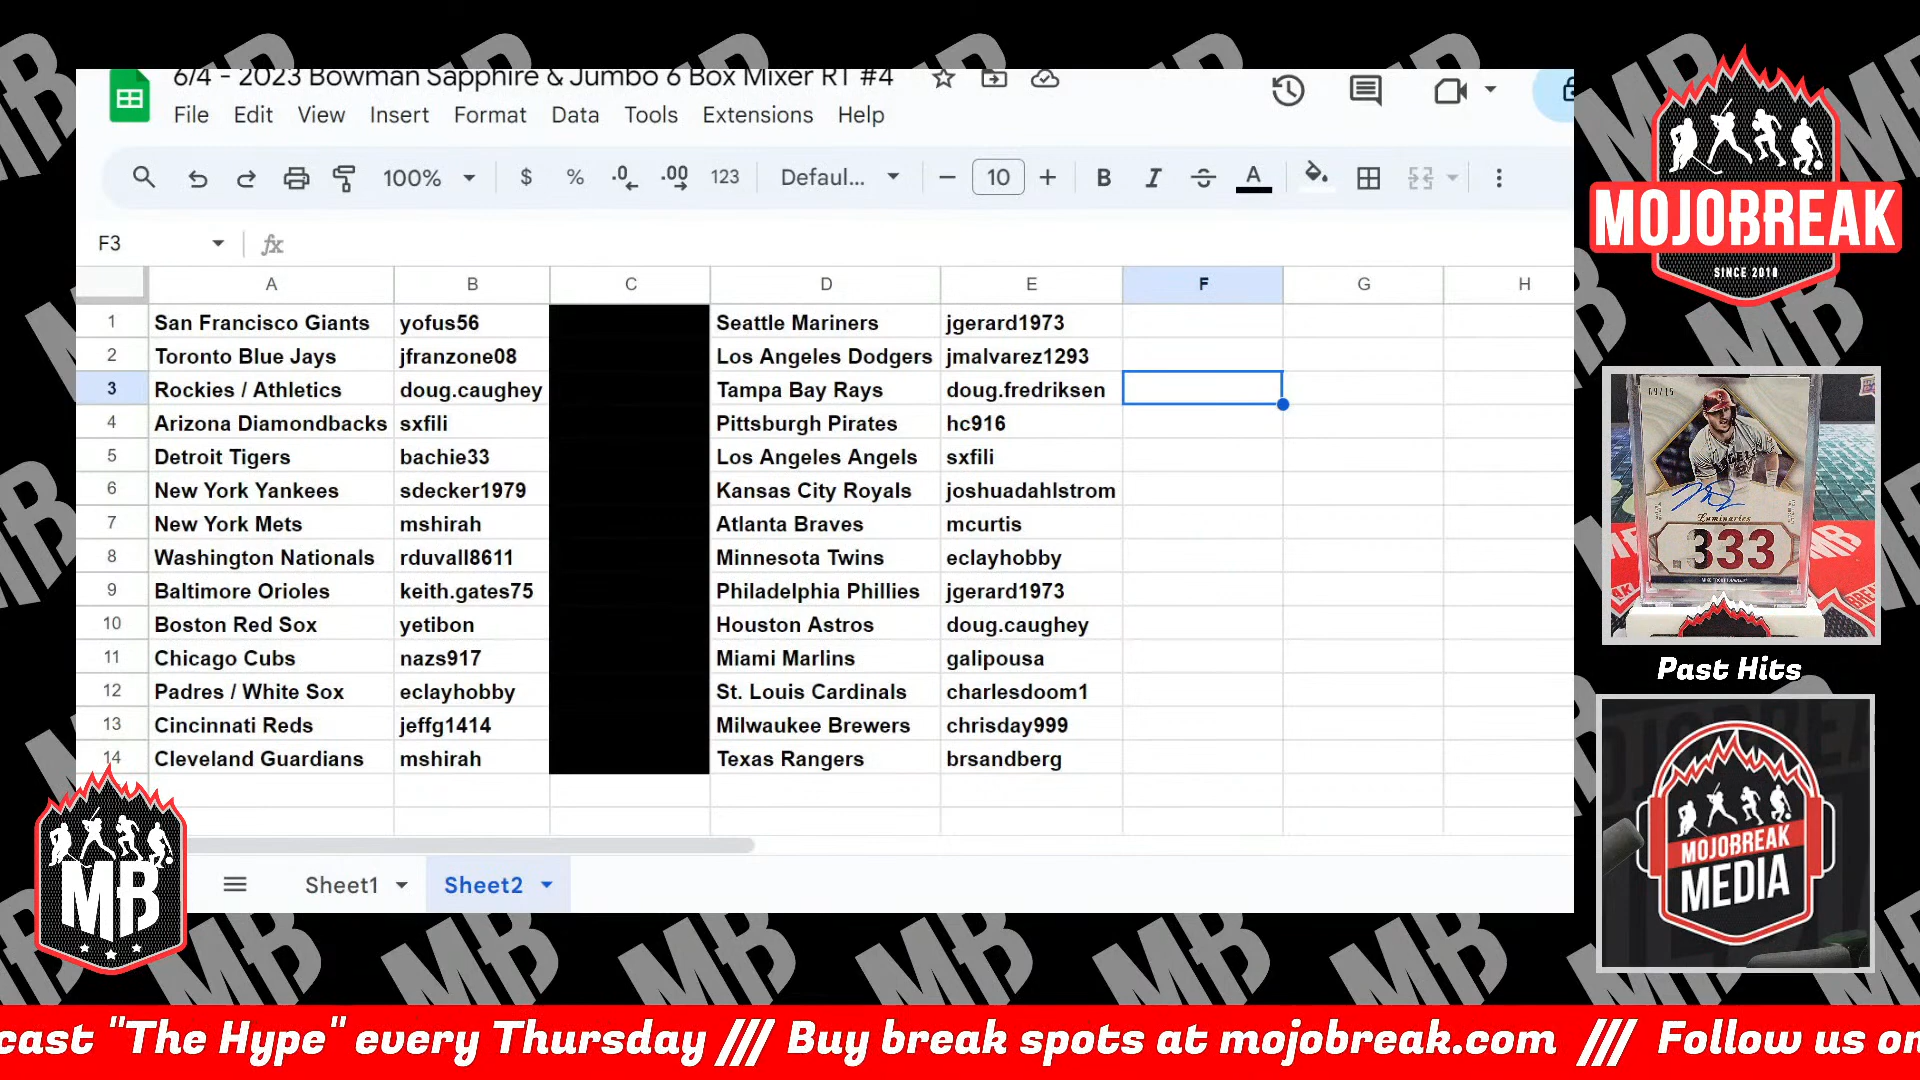 6/4 - 2023 Bowman Sapphire & Jumbo 6 Box Mixer RT #4
File Edit View Insert Format Data Tools Extensions Help
100% $ % .0 .00 123 Defaul... 10 B I A
F3 fx
A B C D E F G H
1 San Francisco Giants yofus56 Seattle Mariners jgerard1973
2 Toronto Blue Jays jfranzone08 Los Angeles Dodgers jmalvarez1293
3 Rockies / Athletics doug.caughey Tampa Bay Rays doug.fredriksen
4 Arizona Diamondbacks sxfili Pittsburgh Pirates hc916
5 Detroit Tigers bachie33 Los Angeles Angels sxfili
6 New York Yankees sdecker1979 Kansas City Royals joshuadahlstrom
7 New York Mets mshirah Atlanta Braves mcurtis
8 Washington Nationals rduvall8611 Minnesota Twins eclayhobby
9 Baltimore Orioles keith.gates75 Philadelphia Phillies jgerard1973
10 Boston Red Sox yetibon Houston Astros doug.caughey
11 Chicago Cubs nazs917 Miami Marlins galipousa
12 Padres / White Sox eclayhobby St. Louis Cardinals charlesdoom1
13 Cincinnati Reds jeffg1414 Milwaukee Brewers chrisday999
14 Cleveland Guardians mshirah Texas Rangers brsandberg
Sheet1 Sheet2
MB
MOJOBREAK
SINCE 2010
Luminaries
333
Past Hits
MOJOBREAK
MEDIA
cast "The Hype" every Thursday /// Buy break spots at mojobreak.com /// Follow us on